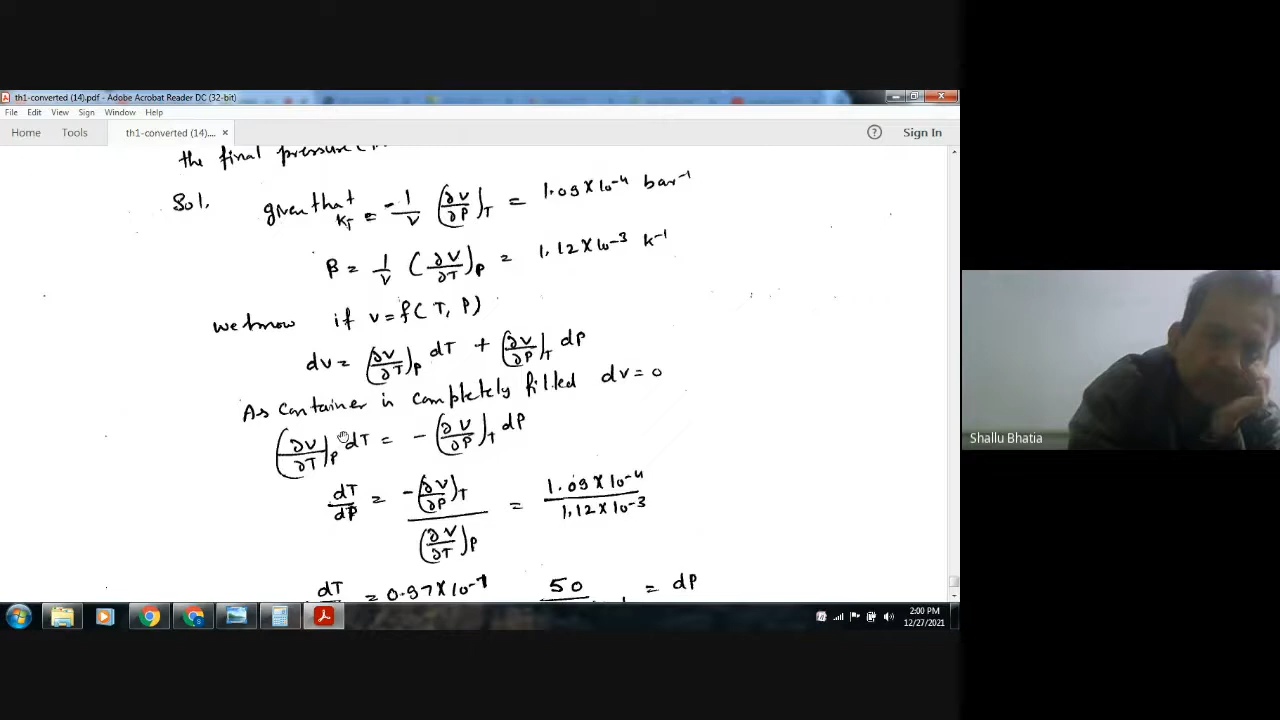 th1-converted (14).pdf - Adobe Acrobat Reader DC (32-bit)
File Edit View Sign Window Help
Home Tools th1-converted (14).... × ? Sign In
the final pressure (
Sol. given that K_T = -1/V (∂V/∂P)_T = 1.09 × 10⁻⁴ bar⁻¹
β = 1/V (∂V/∂T)_P = 1.12 × 10⁻³ K⁻¹
we know if V = f(T, P)
dV = (∂V/∂T)_P dT + (∂V/∂P)_T dP
As container is completely filled dV = 0
(∂V/∂T)_P dT = - (∂V/∂P)_T dP
dT/dP = -(∂V/∂P)_T / (∂V/∂T)_P = 1.09 × 10⁻⁴ / 1.12 × 10⁻³
dT = 0.97 × 10⁻¹ 50 = dP
Shallu Bhatia
2:00 PM
12/27/2021